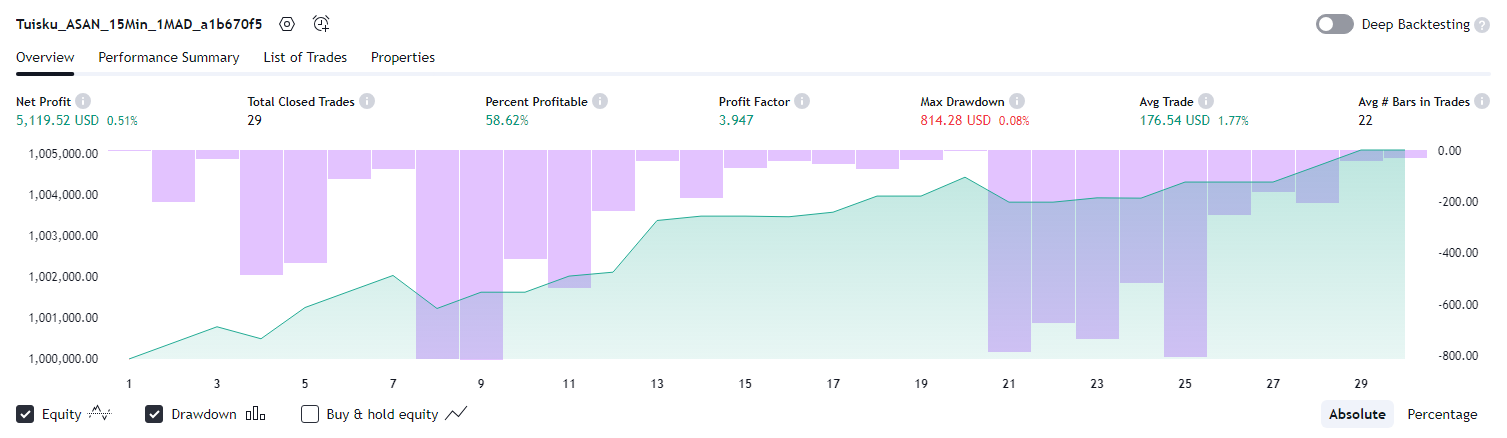 Tuisku_ASAN_15Min_1MAD_a1b670f5 Deep Backtesting ?
Overview Performance Summary List of Trades Properties
Net Profit Total Closed Trades Percent Profitable Profit Factor Max Drawdown Avg Trade Avg # Bars in Trades
5,119.52 USD 0.51% 29 58.62% 3.947 814.28 USD 0.08% 176.54 USD 1.77% 22
1,005,000.00 0.00
1,004,000.00 -200.00
1,003,000.00 -400.00
1,002,000.00 -600.00
1,001,000.00
1,000,000.00 -800.00
1 3 5 7 9 11 13 15 17 19 21 23 25 27 29
Equity Drawdown Buy & hold equity Absolute Percentage